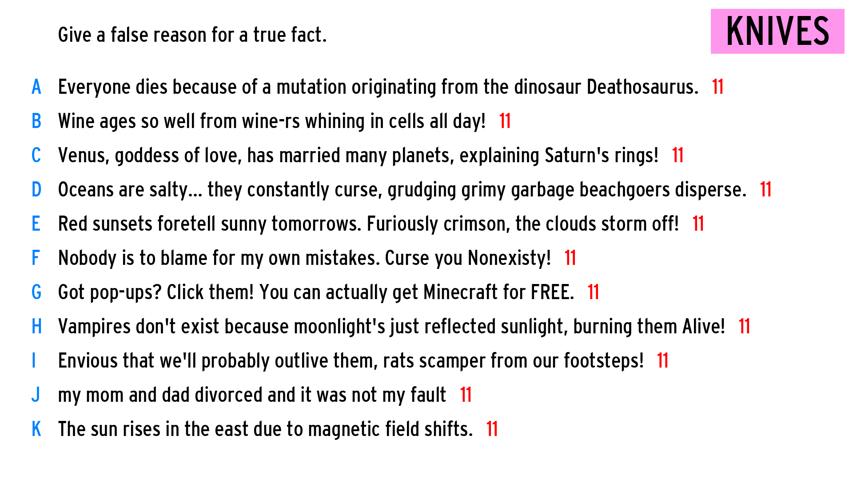 Give a false reason for a true fact.
KNIVES
A Everyone dies because of a mutation originating from the dinosaur Deathosaurus. 11
B Wine ages so well from wine-rs whining in cells all day! 11
C Venus, goddess of love, has married many planets, explaining Saturn's rings! 11
D Oceans are salty... they constantly curse, grudging grimy garbage beachgoers disperse. 11
E Red sunsets foretell sunny tomorrows. Furiously crimson, the clouds storm off! 11
F Nobody is to blame for my own mistakes. Curse you Nonexisty! 11
G Got pop-ups? Click them! You can actually get Minecraft for FREE. 11
H Vampires don't exist because moonlight's just reflected sunlight, burning them Alive! 11
I Envious that we'll probably outlive them, rats scamper from our footsteps! 11
J my mom and dad divorced and it was not my fault 11
K The sun rises in the east due to magnetic field shifts. 11